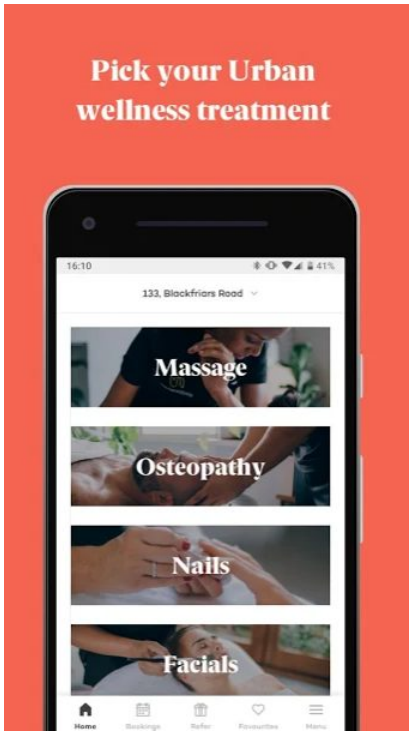 Pick your Urban
wellness treatment
16:10 41%
133, Blackfriars Road
Massage
Osteopathy
Nails
Facials
Home Bookings Refer Favourites Menu